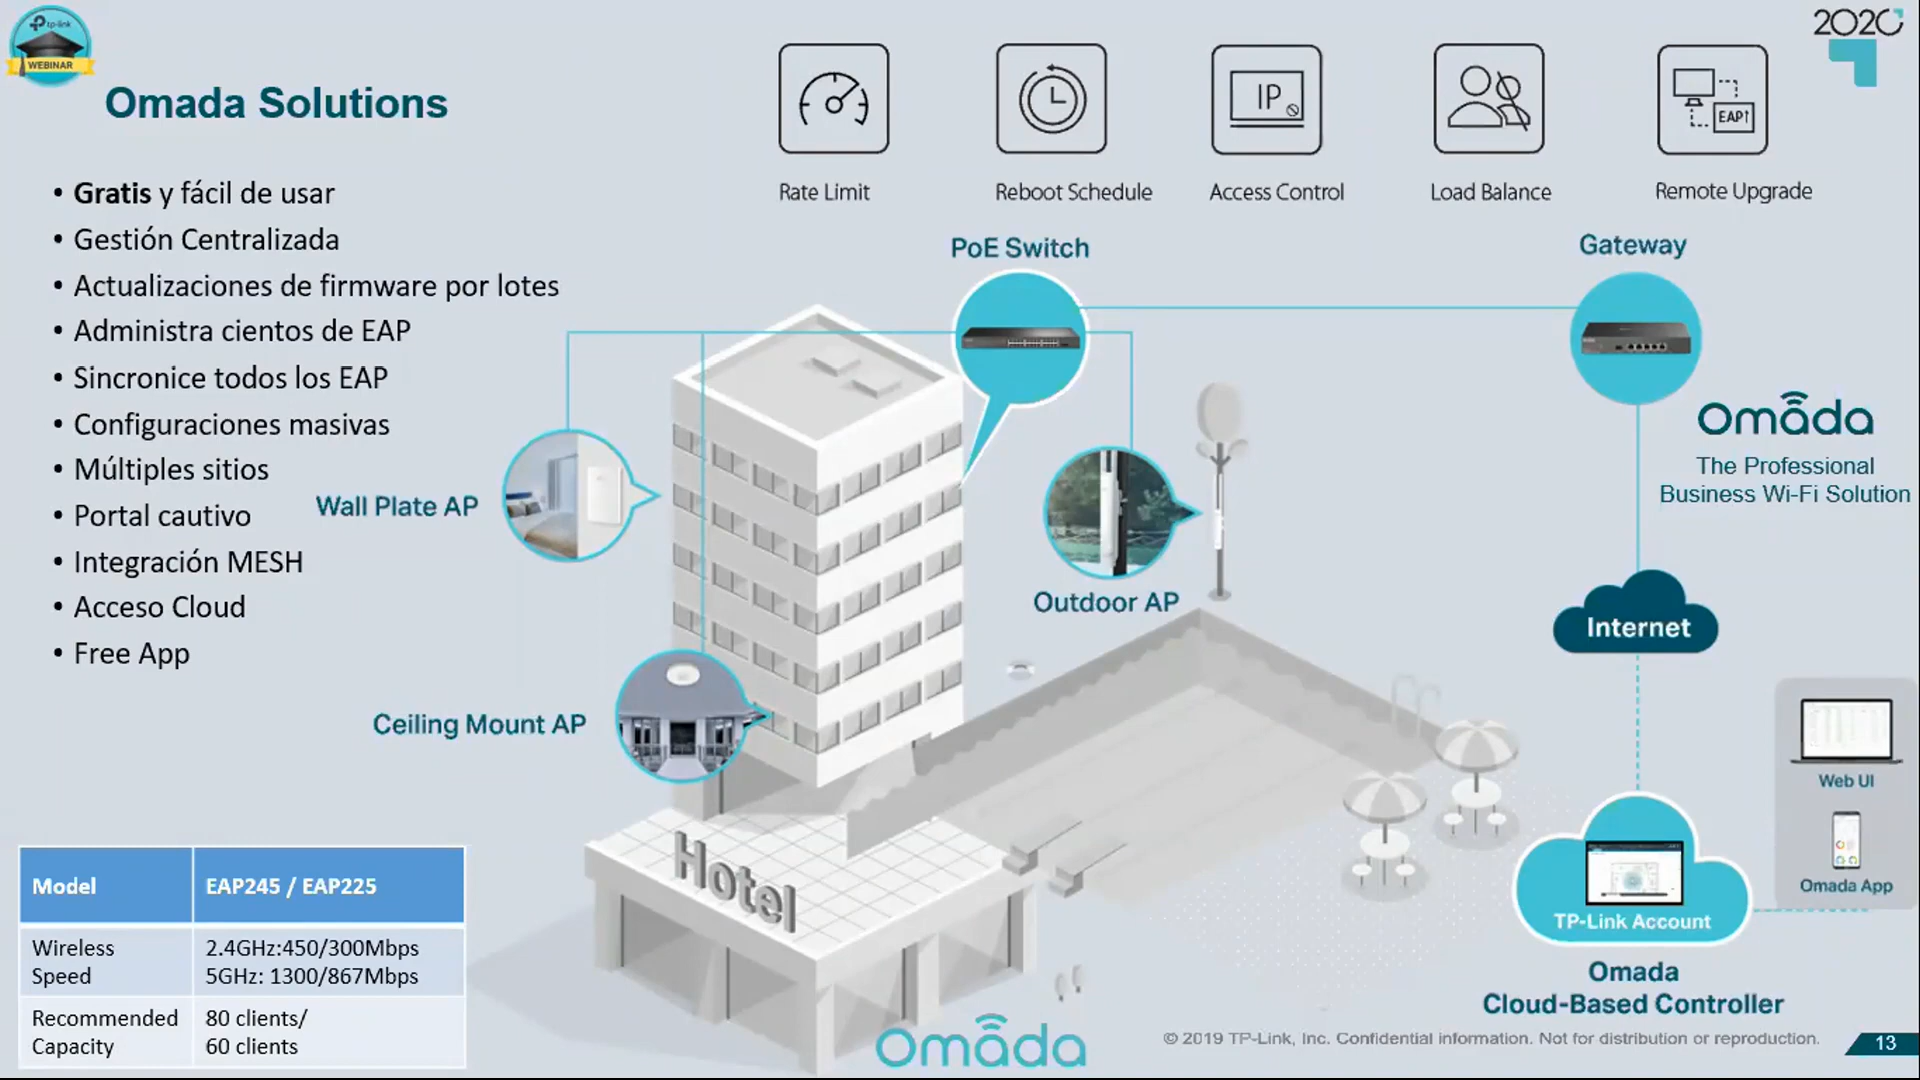 tp-link
WEBINAR
2020
Omada Solutions
• Gratis y fácil de usar
• Gestión Centralizada
• Actualizaciones de firmware por lotes
• Administra cientos de EAP
• Sincronice todos los EAP
• Configuraciones masivas
• Múltiples sitios
• Portal cautivo
• Integración MESH
• Acceso Cloud
• Free App
IP
EAP↑
Rate Limit
Reboot Schedule
Access Control
Load Balance
Remote Upgrade
PoE Switch
Gateway
Omada
The Professional
Business Wi-Fi Solution
Wall Plate AP
Outdoor AP
Internet
Ceiling Mount AP
Web UI
Omada App
Hotel
TP-Link Account
Omada
Cloud-Based Controller
Model EAP245 / EAP225
Wireless Speed 2.4GHz:450/300Mbps
5GHz: 1300/867Mbps
Recommended Capacity 80 clients/
60 clients
Omada
© 2019 TP-Link, Inc. Confidential information. Not for distribution or reproduction.
13